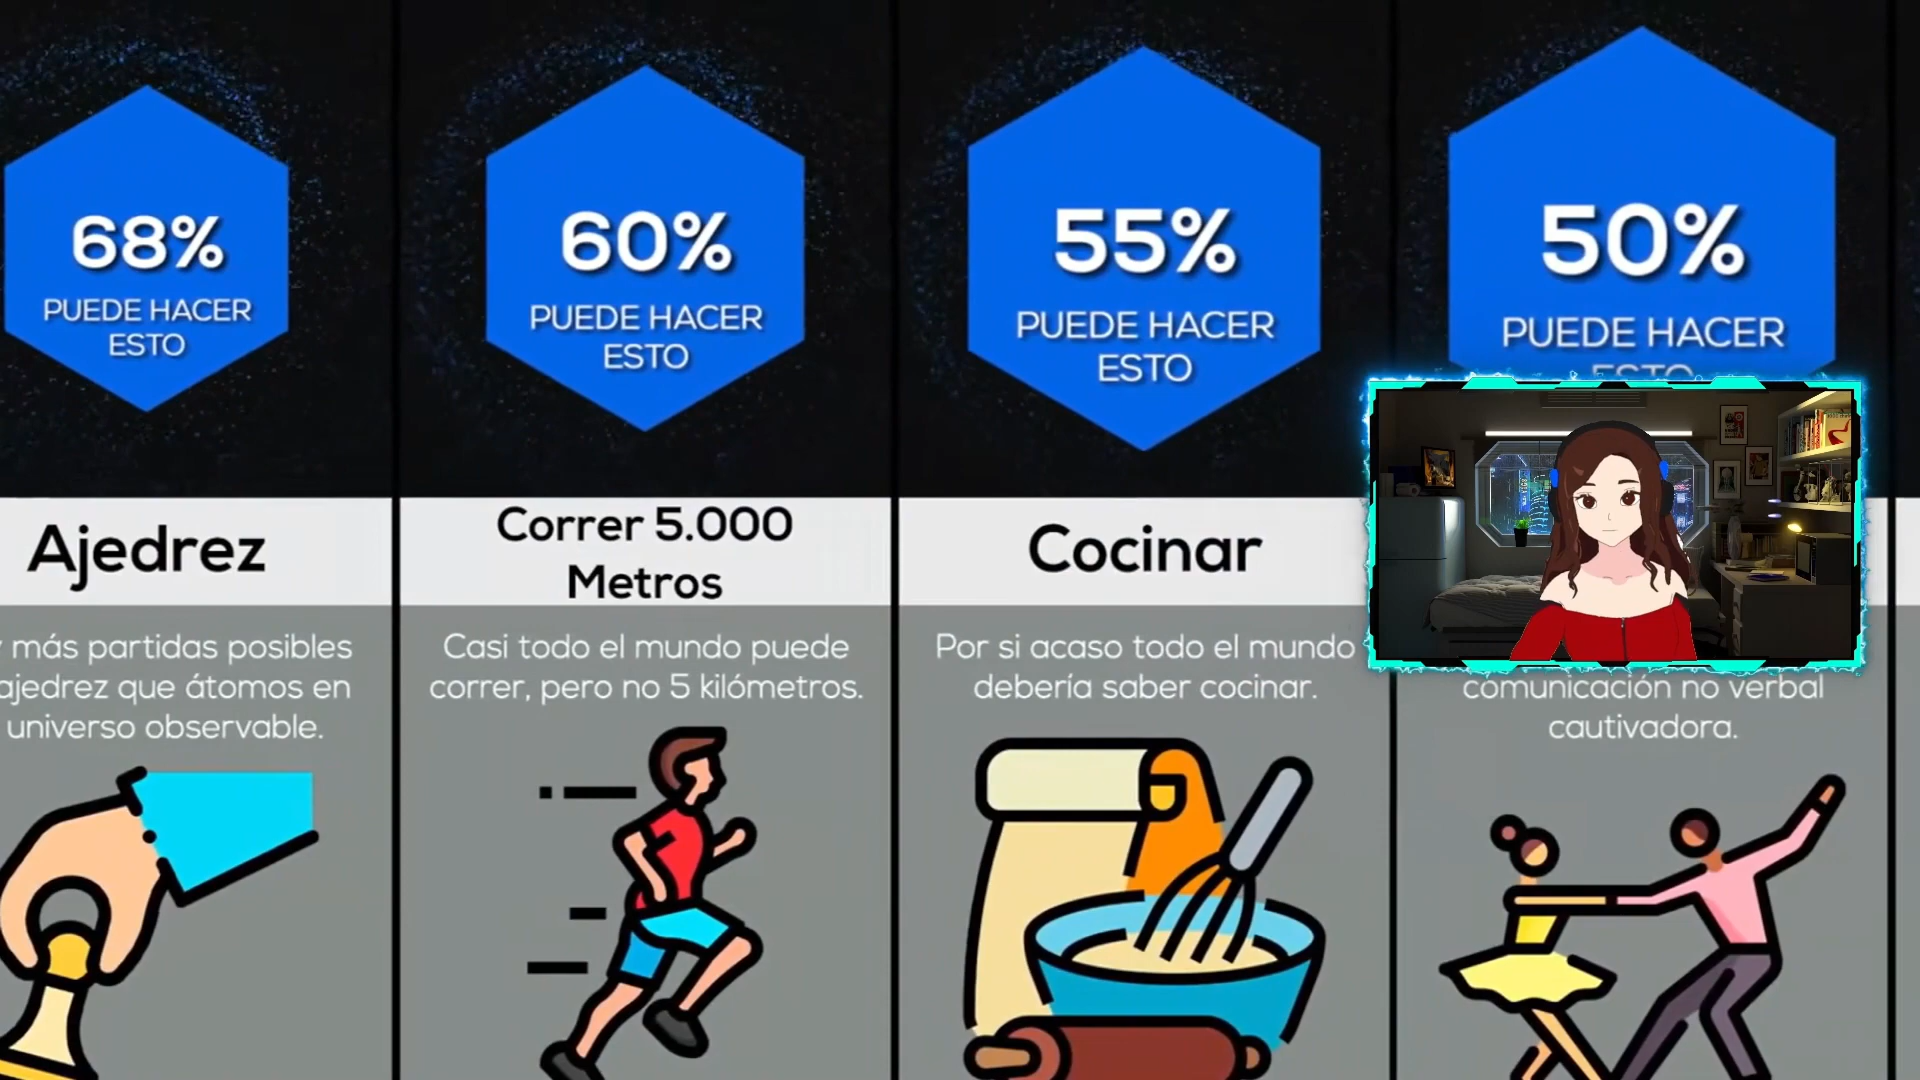 68%
PUEDE HACER
ESTO
Ajedrez
más partidas posibles
ajedrez que átomos en
universo observable.
60%
PUEDE HACER
ESTO
Correr 5.000
Metros
Casi todo el mundo puede
correr, pero no 5 kilómetros.
55%
PUEDE HACER
ESTO
Cocinar
Por si acaso todo el mundo
debería saber cocinar.
50%
PUEDE HACER
ESTO
comunicación no verbal
cautivadora.